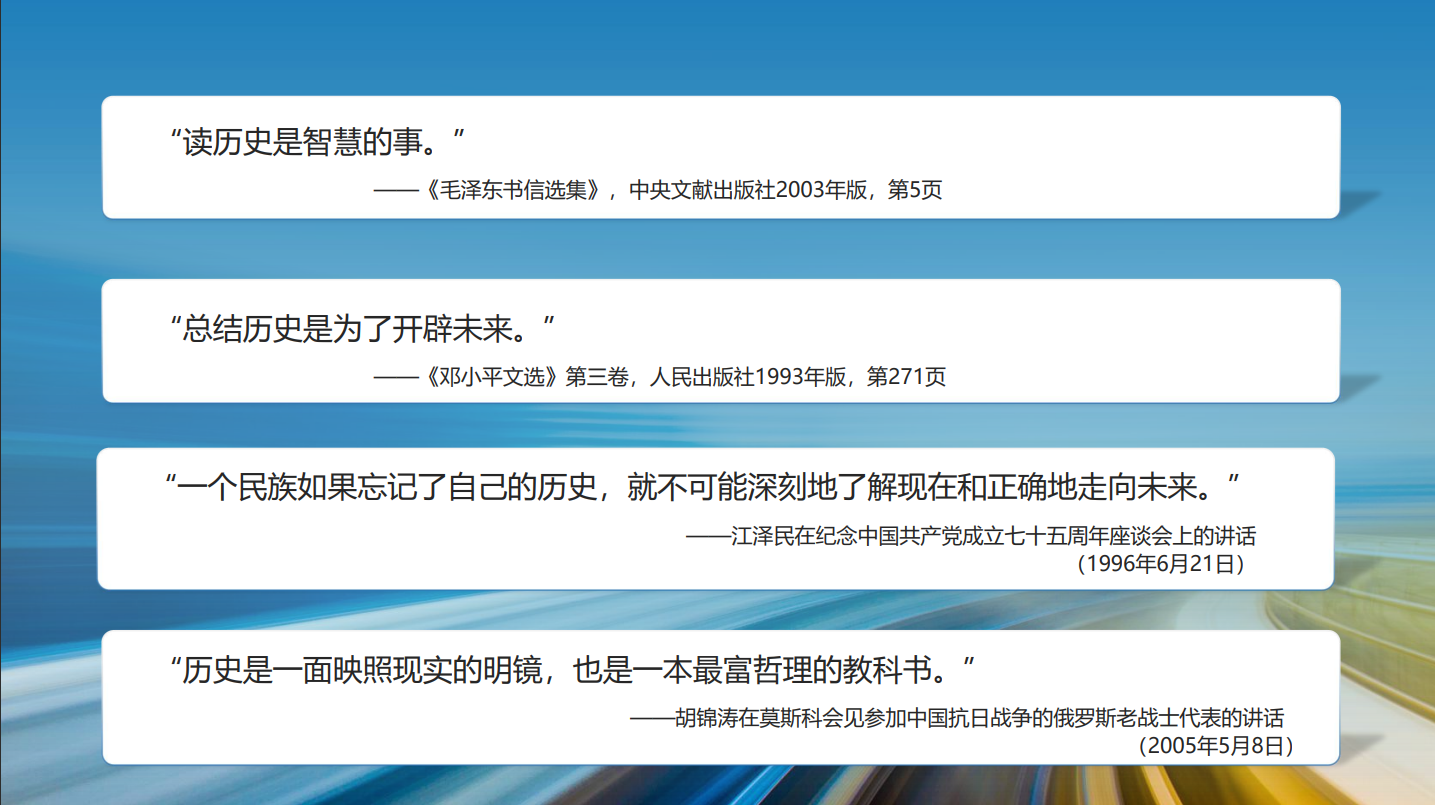 “读历史是智慧的事。”
——《毛泽东书信选集》，中央文献出版社2003年版，第5页
“总结历史是为了开辟未来。”
——《邓小平文选》第三卷，人民出版社1993年版，第271页
“一个民族如果忘记了自己的历史，就不可能深刻地了解现在和正确地走向未来。”
——江泽民在纪念中国共产党成立七十五周年座谈会上的讲话
（1996年6月21日）
“历史是一面映照现实的明镜，也是一本最富哲理的教科书。”
——胡锦涛在莫斯科会见参加中国抗日战争的俄罗斯老战士代表的讲话
（2005年5月8日）